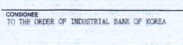 CONSIGNEE
TO THE ORDER OF INDUSTRIAL BANK OF KOREA